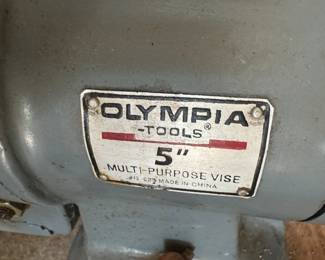 OLYMPIA
-TOOLS®
5"
MULTI-PURPOSE VISE
MADE IN CHINA